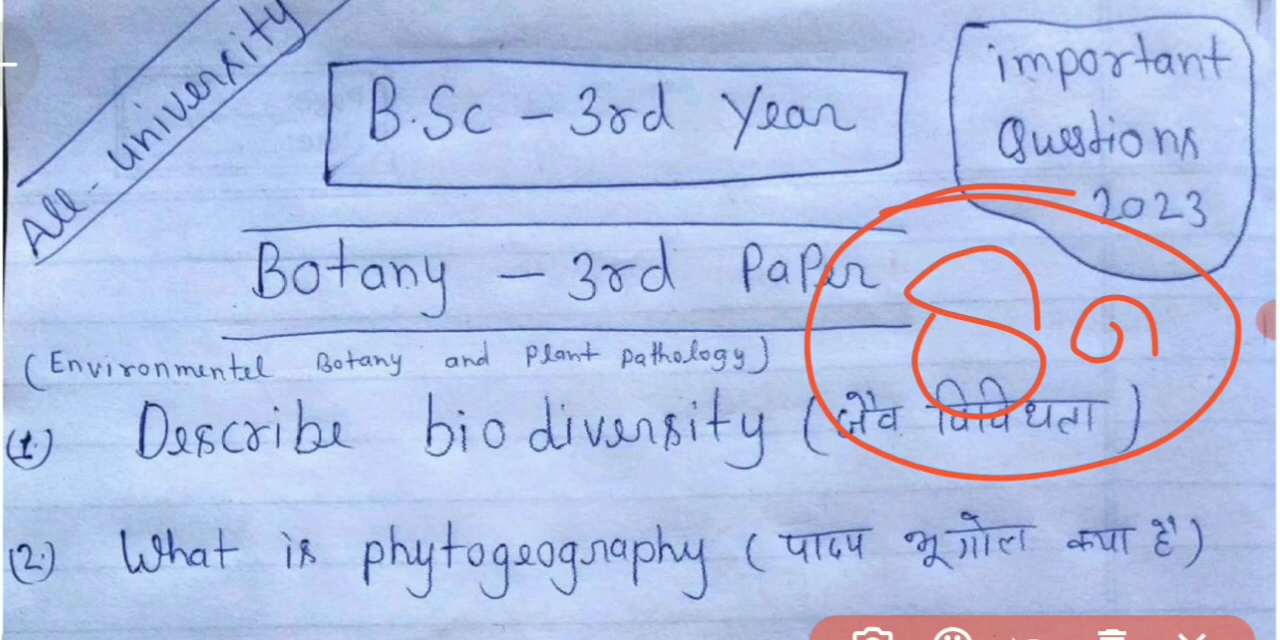 All - University
B.Sc - 3rd Year
important
Questions
2023
Botany - 3rd Paper
(Environmentel Botany and plant pathology)
(1.) Describe biodiversity (जैव विविधता)
(2.) What is phytogeography (पादप भूगोल क्या है)